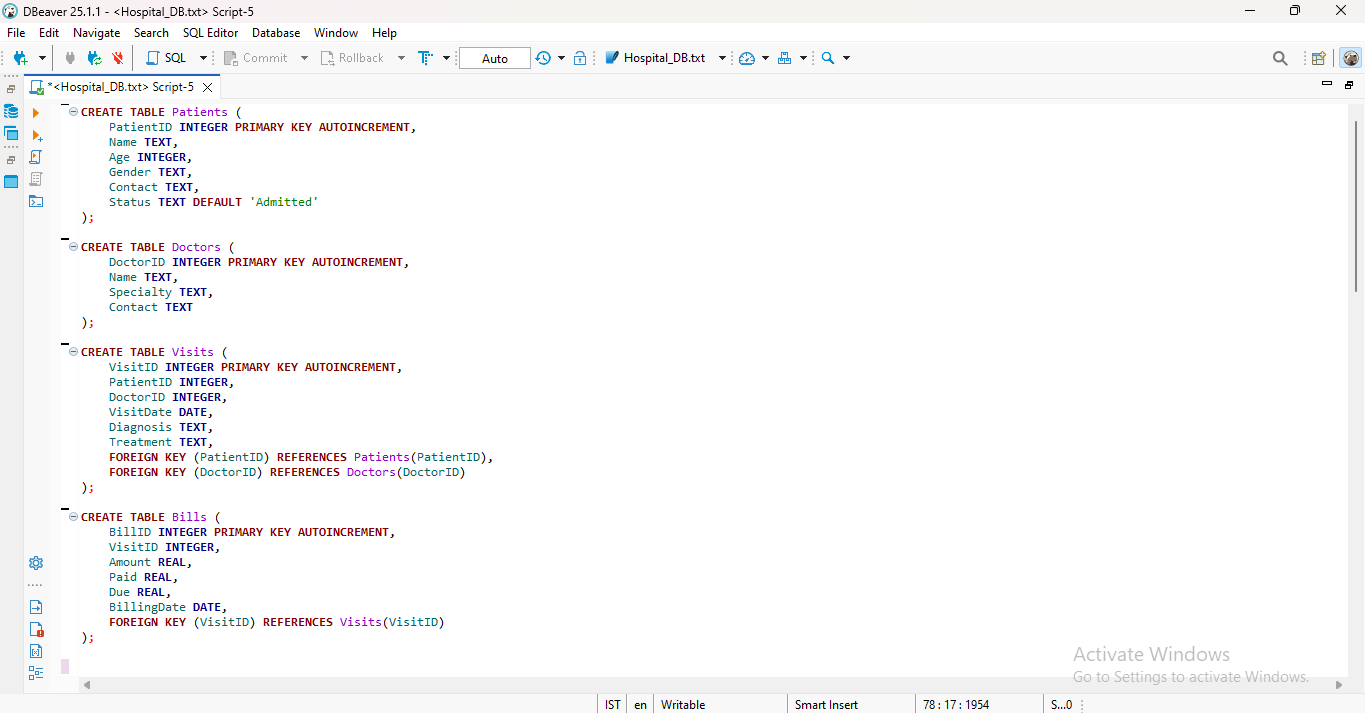 DBeaver 25.1.1 - <Hospital_DB.txt> Script-5
File Edit Navigate Search SQL Editor Database Window Help
SQL Commit Rollback Auto Hospital_DB.txt
*<Hospital_DB.txt> Script-5
CREATE TABLE Patients (
PatientID INTEGER PRIMARY KEY AUTOINCREMENT,
Name TEXT,
Age INTEGER,
Gender TEXT,
Contact TEXT,
Status TEXT DEFAULT 'Admitted'
);
CREATE TABLE Doctors (
DoctorID INTEGER PRIMARY KEY AUTOINCREMENT,
Name TEXT,
Specialty TEXT,
Contact TEXT
);
CREATE TABLE Visits (
VisitID INTEGER PRIMARY KEY AUTOINCREMENT,
PatientID INTEGER,
DoctorID INTEGER,
VisitDate DATE,
Diagnosis TEXT,
Treatment TEXT,
FOREIGN KEY (PatientID) REFERENCES Patients(PatientID),
FOREIGN KEY (DoctorID) REFERENCES Doctors(DoctorID)
);
CREATE TABLE Bills (
BillID INTEGER PRIMARY KEY AUTOINCREMENT,
VisitID INTEGER,
Amount REAL,
Paid REAL,
Due REAL,
BillingDate DATE,
FOREIGN KEY (VisitID) REFERENCES Visits(VisitID)
);
Activate Windows
Go to Settings to activate Windows.
IST en Writable Smart Insert 78 : 17 : 1954 S...0